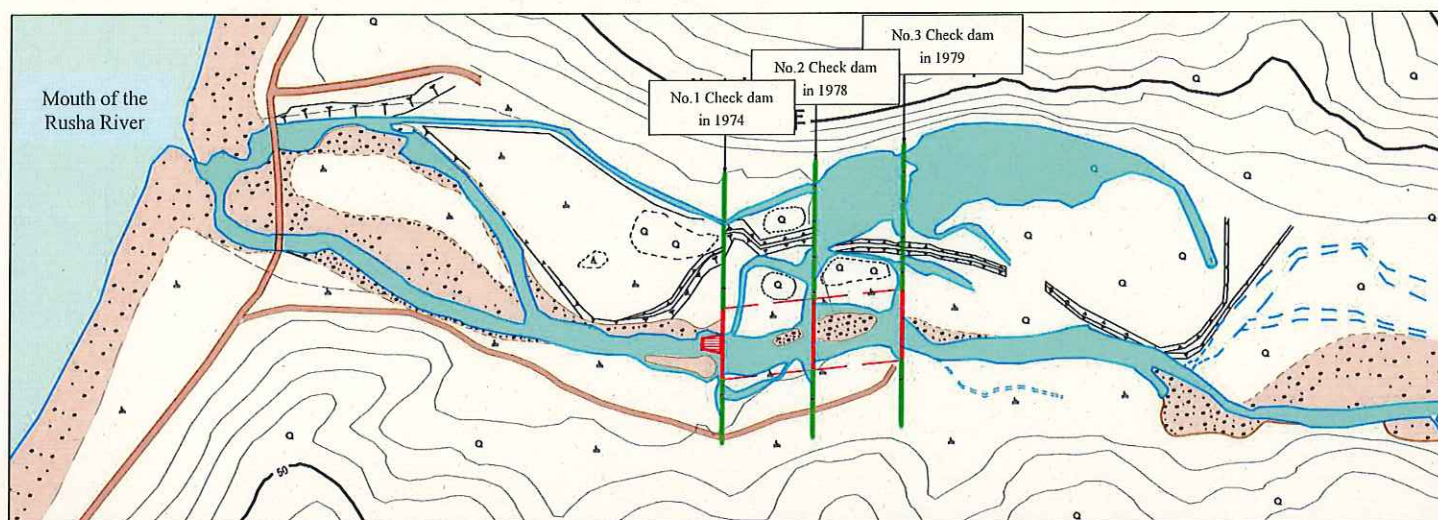 Mouth of the
Rusha River
No.1 Check dam
in 1974
No.2 Check dam
in 1978
No.3 Check dam
in 1979
E
50